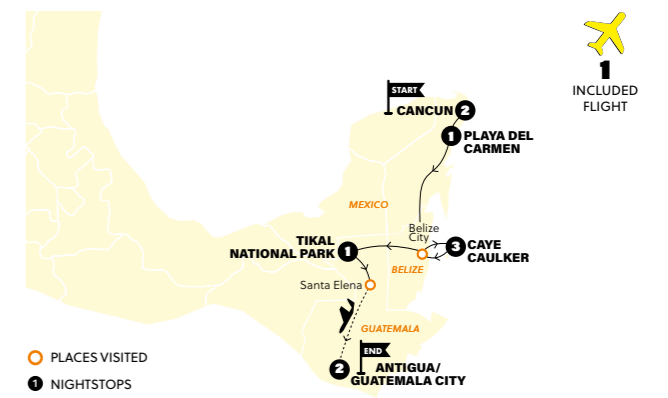 1
INCLUDED
FLIGHT
START
CANCUN 2
1 PLAYA DEL
CARMEN
MEXICO
Belize
City
TIKAL
NATIONAL PARK 1
3 CAYE
CAULKER
BELIZE
Santa Elena
GUATEMALA
END
2 ANTIGUA/
GUATEMALA CITY
PLACES VISITED
1 NIGHTSTOPS